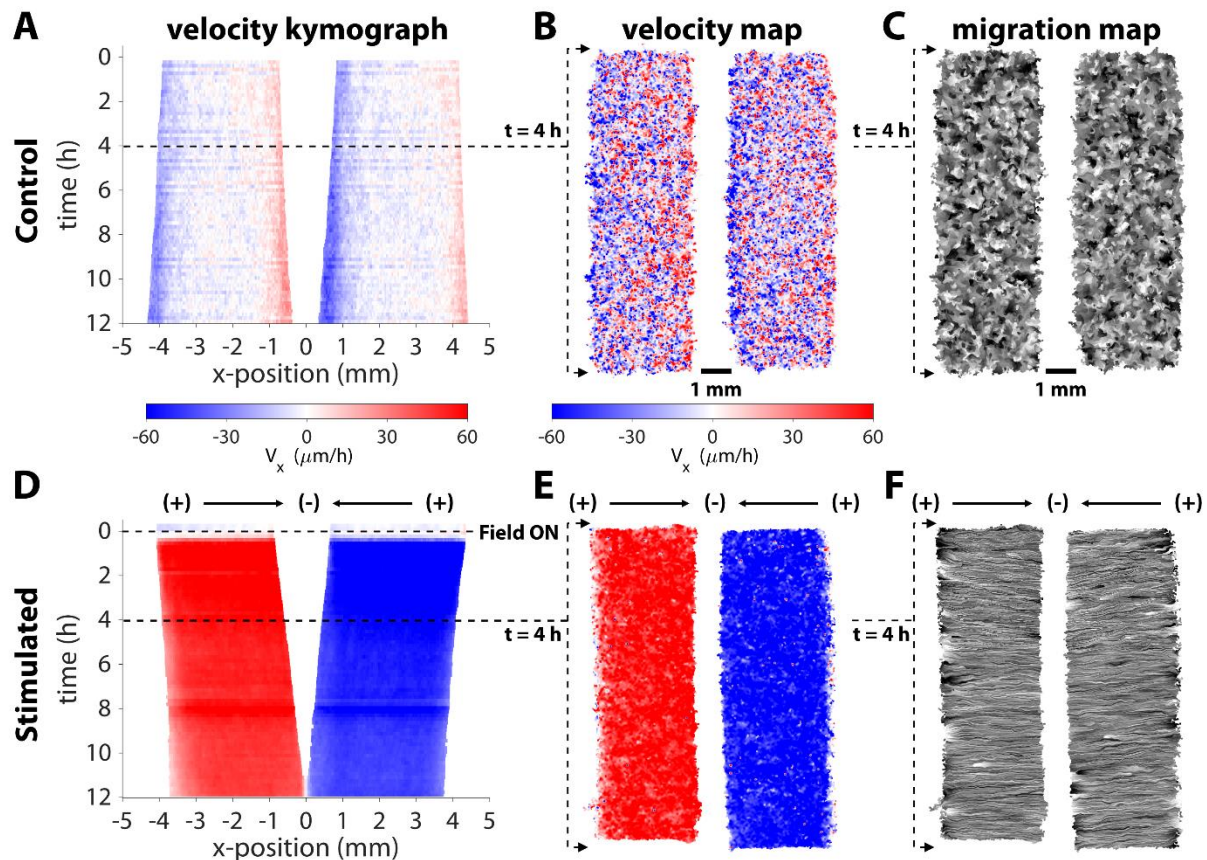 A velocity kymograph
B velocity map
C migration map
Control
time (h)
0
2
4
6
8
10
12
-5 -4 -3 -2 -1 0 1 2 3 4 5
x-position (mm)
t = 4 h
t = 4 h
1 mm
1 mm
-60 -30 0 30 60
V_x (μm/h)
-60 -30 0 30 60
V_x (μm/h)
D (+) (-) (+)
E (+) (-) (+)
F (+) (-) (+)
Stimulated
time (h)
0
2
4
6
8
10
12
Field ON
t = 4 h
t = 4 h
-5 -4 -3 -2 -1 0 1 2 3 4 5
x-position (mm)